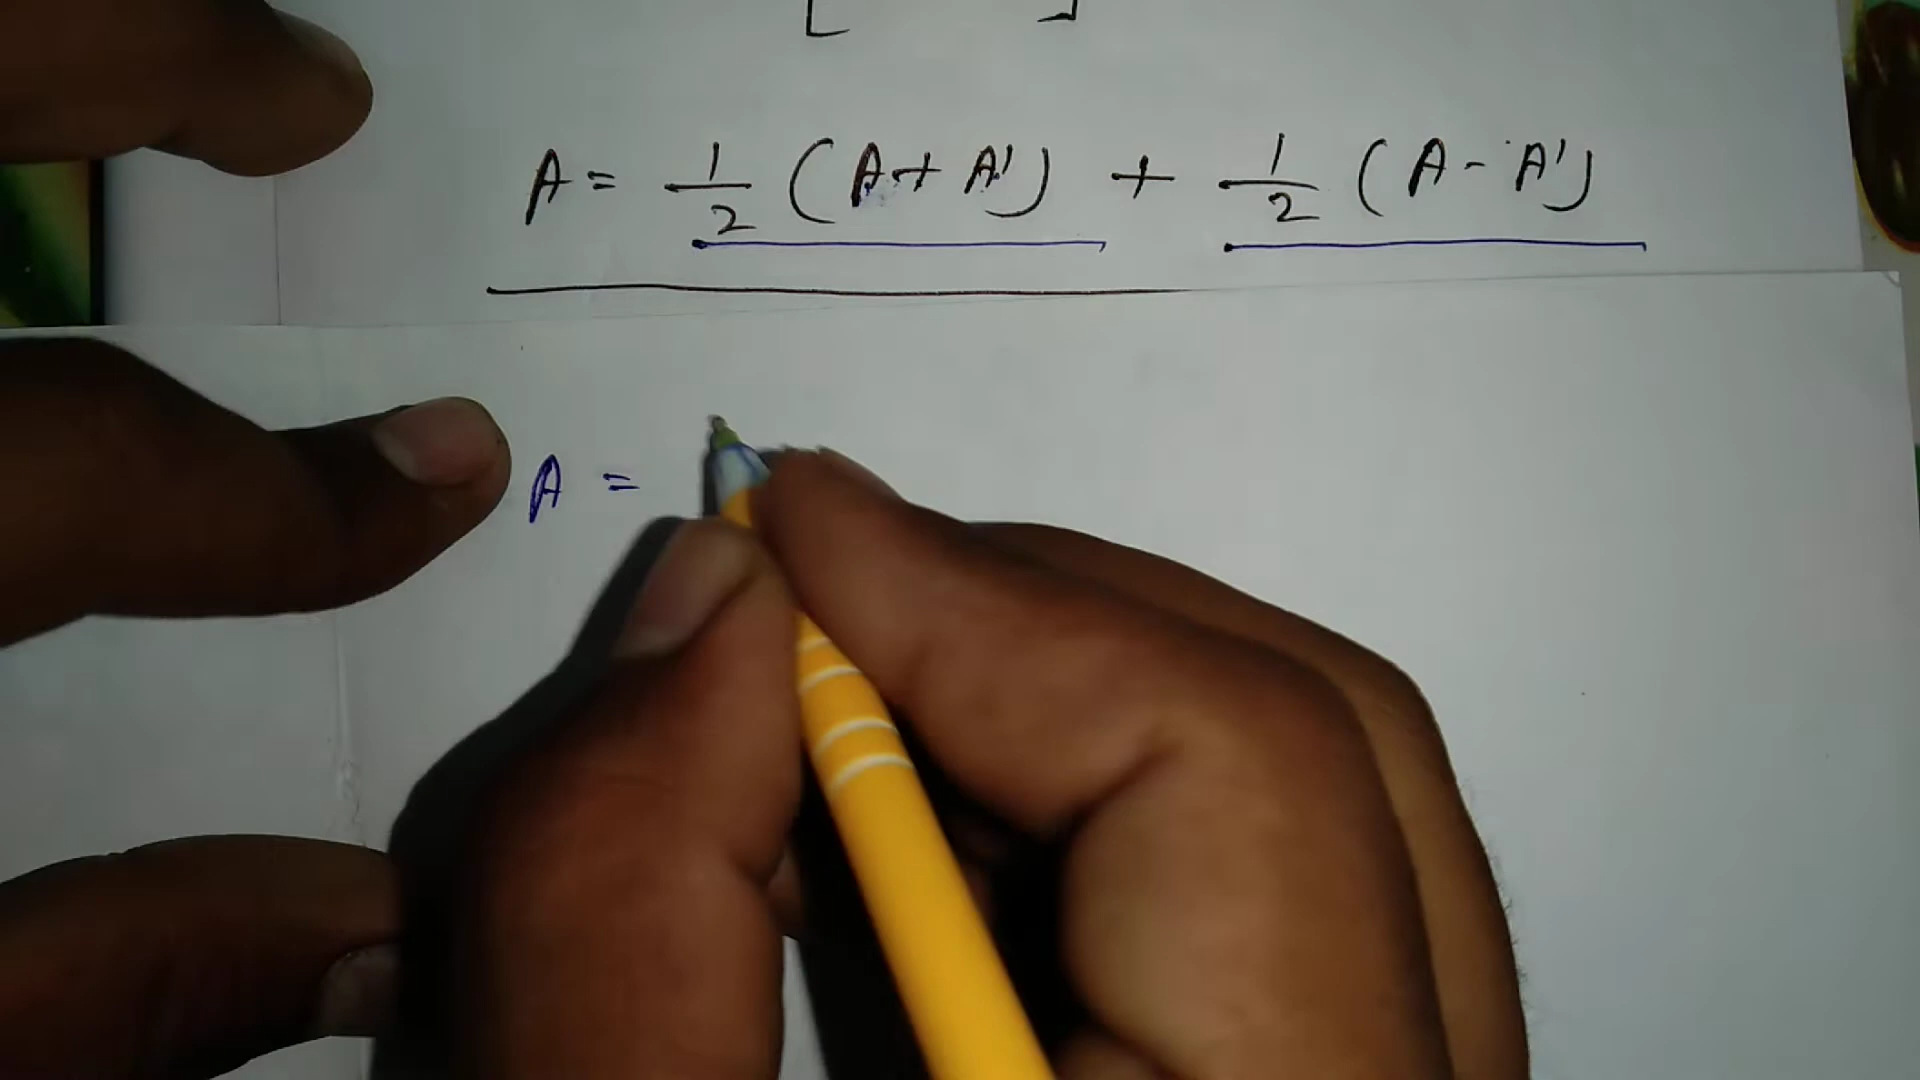 [ ]
A = 1/2 (A + A') + 1/2 (A - A')
A =